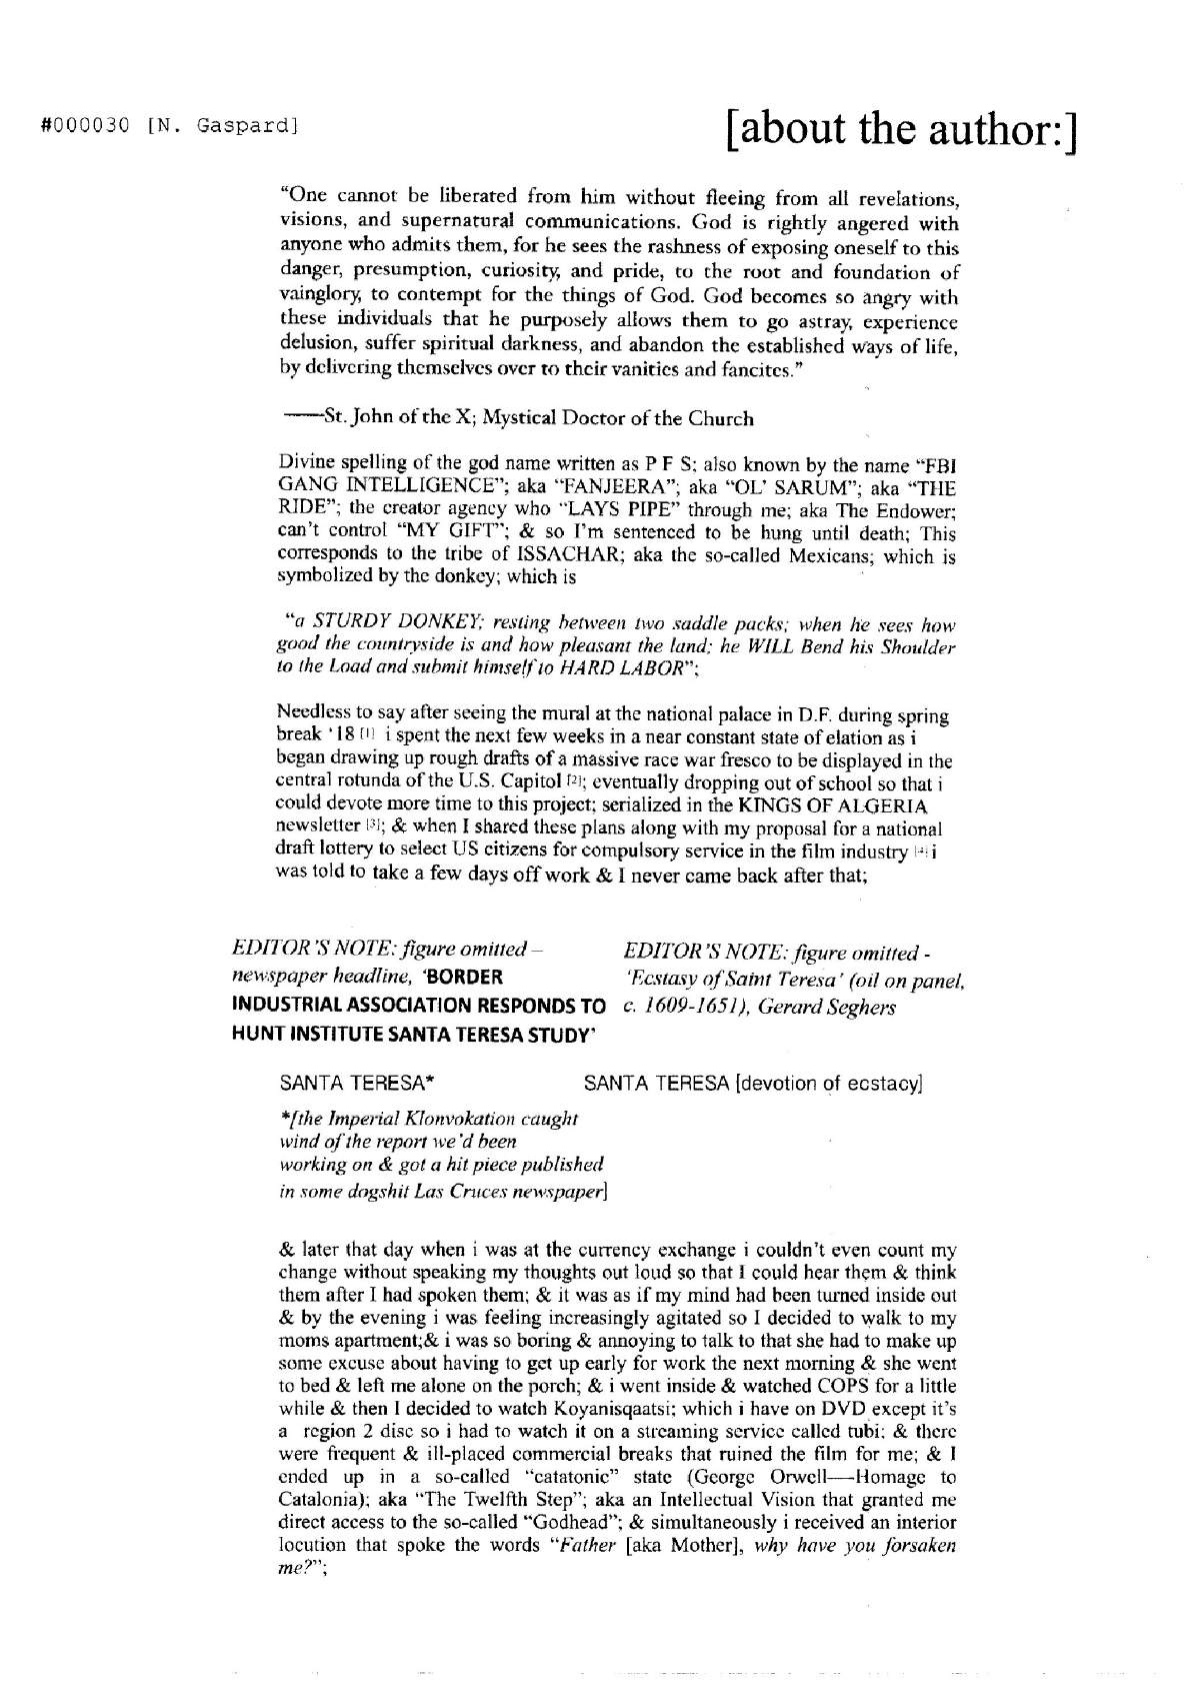 #000030 [N. Gaspard]
[about the author:]
“One cannot be liberated from him without fleeing from all revelations,
visions, and supernatural communications. God is rightly angered with
anyone who admits them, for he sees the rashness of exposing oneself to this
danger, presumption, curiosity, and pride, to the root and foundation of
vainglory, to contempt for the things of God. God becomes so angry with
these individuals that he purposely allows them to go astray, experience
delusion, suffer spiritual darkness, and abandon the established ways of life,
by delivering themselves over to their vanities and fancites.”
——St. John of the X; Mystical Doctor of the Church
Divine spelling of the god name written as P F S; also known by the name “FBI
GANG INTELLIGENCE”; aka “FANJEERA”; aka “OL’ SARUM”; aka “THE
RIDE”; the creator agency who “LAYS PIPE” through me; aka The Endower;
can’t control “MY GIFT”; & so I’m sentenced to be hung until death; This
corresponds to the tribe of ISSACHAR; aka the so-called Mexicans; which is
symbolized by the donkey; which is
“a STURDY DONKEY; resting between two saddle packs; when he sees how
good the countryside is and how pleasant the land; he WILL Bend his Shoulder
to the Load and submit himself to HARD LABOR”;
Needless to say after seeing the mural at the national palace in D.F. during spring
break ‘18 [1] i spent the next few weeks in a near constant state of elation as i
began drawing up rough drafts of a massive race war fresco to be displayed in the
central rotunda of the U.S. Capitol [2]; eventually dropping out of school so that i
could devote more time to this project; serialized in the KINGS OF ALGERIA
newsletter [3]; & when I shared these plans along with my proposal for a national
draft lottery to select US citizens for compulsory service in the film industry [4] i
was told to take a few days off work & I never came back after that;
EDITOR’S NOTE: figure omitted –
newspaper headline, ‘BORDER
INDUSTRIAL ASSOCIATION RESPONDS TO
HUNT INSTITUTE SANTA TERESA STUDY’
EDITOR’S NOTE: figure omitted -
‘Ecstasy of Saint Teresa’ (oil on panel,
c. 1609-1651), Gerard Seghers
SANTA TERESA*
SANTA TERESA [devotion of ecstacy]
*[the Imperial Klonvokation caught
wind of the report we’d been
working on & got a hit piece published
in some dogshit Las Cruces newspaper]
& later that day when i was at the currency exchange i couldn’t even count my
change without speaking my thoughts out loud so that I could hear them & think
them after I had spoken them; & it was as if my mind had been turned inside out
& by the evening i was feeling increasingly agitated so I decided to walk to my
moms apartment;& i was so boring & annoying to talk to that she had to make up
some excuse about having to get up early for work the next morning & she went
to bed & left me alone on the porch; & i went inside & watched COPS for a little
while & then I decided to watch Koyanisqaatsi; which i have on DVD except it’s
a region 2 disc so i had to watch it on a streaming service called tubi; & there
were frequent & ill-placed commercial breaks that ruined the film for me; & I
ended up in a so-called “catatonic” state (George Orwell—Homage to
Catalonia); aka “The Twelfth Step”; aka an Intellectual Vision that granted me
direct access to the so-called “Godhead”; & simultaneously i received an interior
locution that spoke the words “Father [aka Mother], why have you forsaken
me?”;